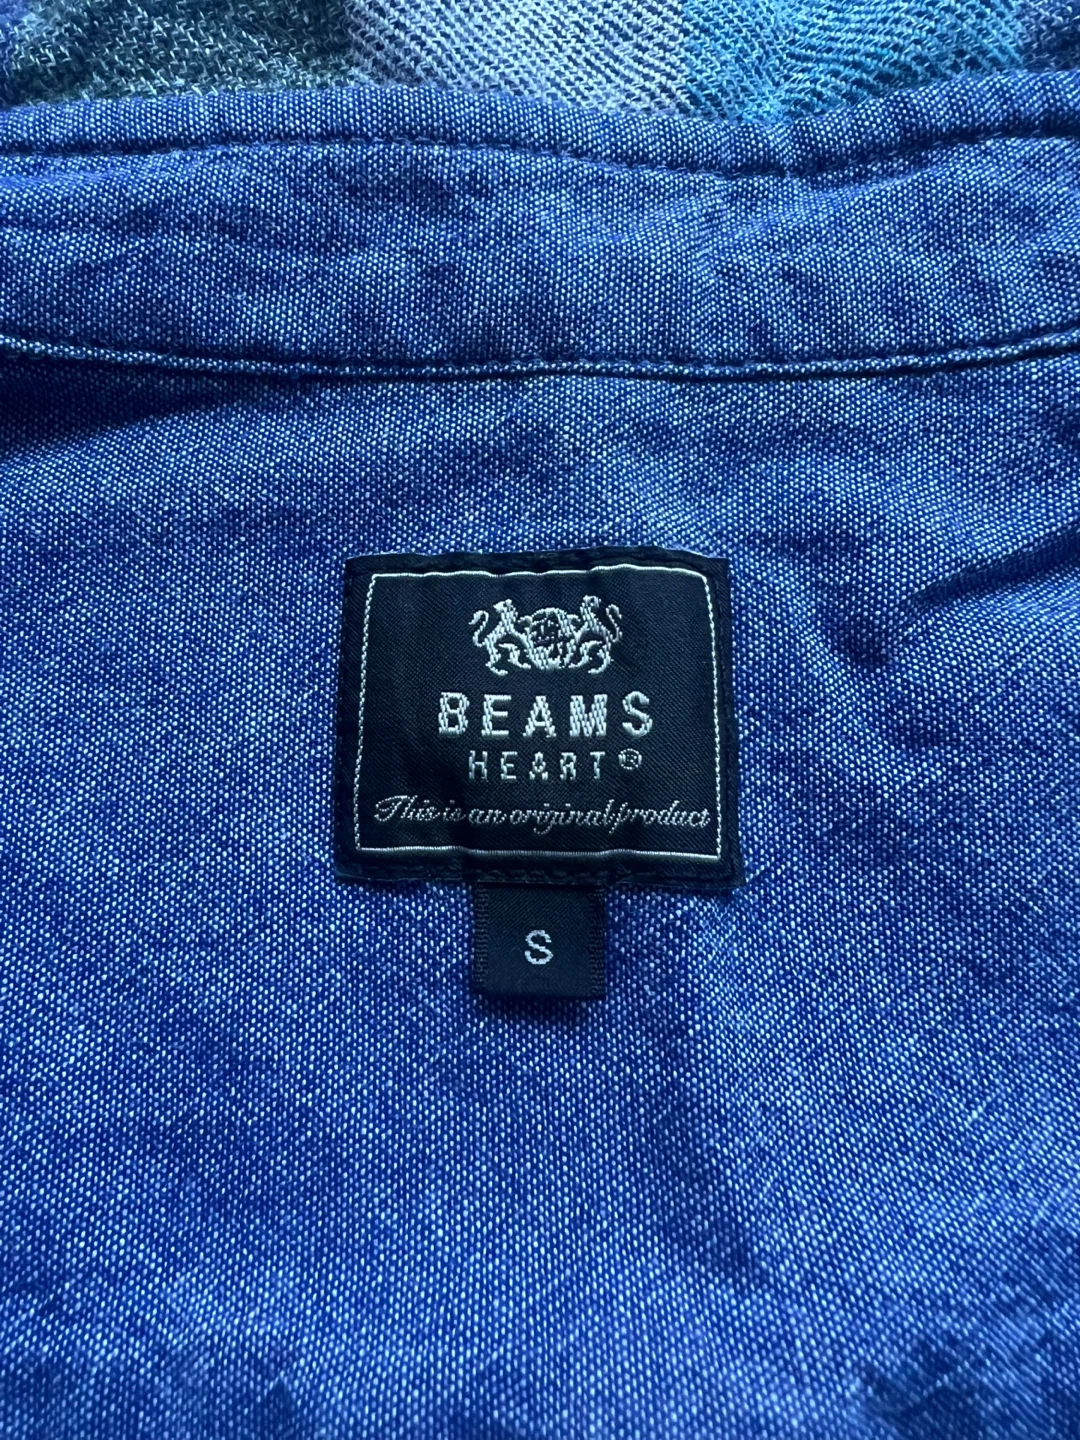 BEAMS
HEART®
This is an original product
S